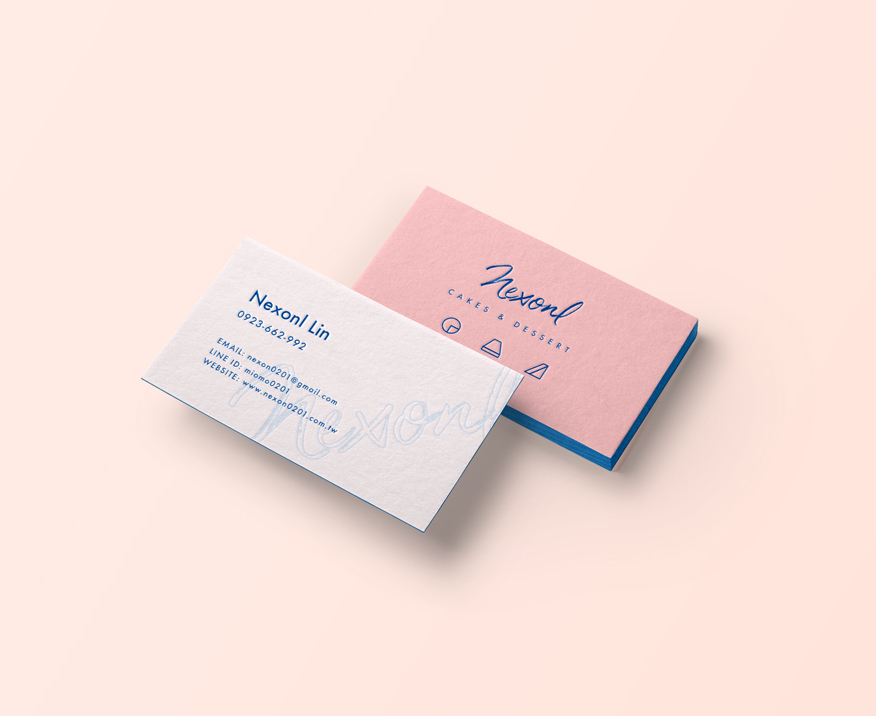 Nexonl Lin
0923-662-992
EMAIL: nexon0201@gmail.com
LINE ID: miomo0201
WEBSITE: www.nexon0201.com.tw
Nexonl
Nexonl
CAKES & DESSERT